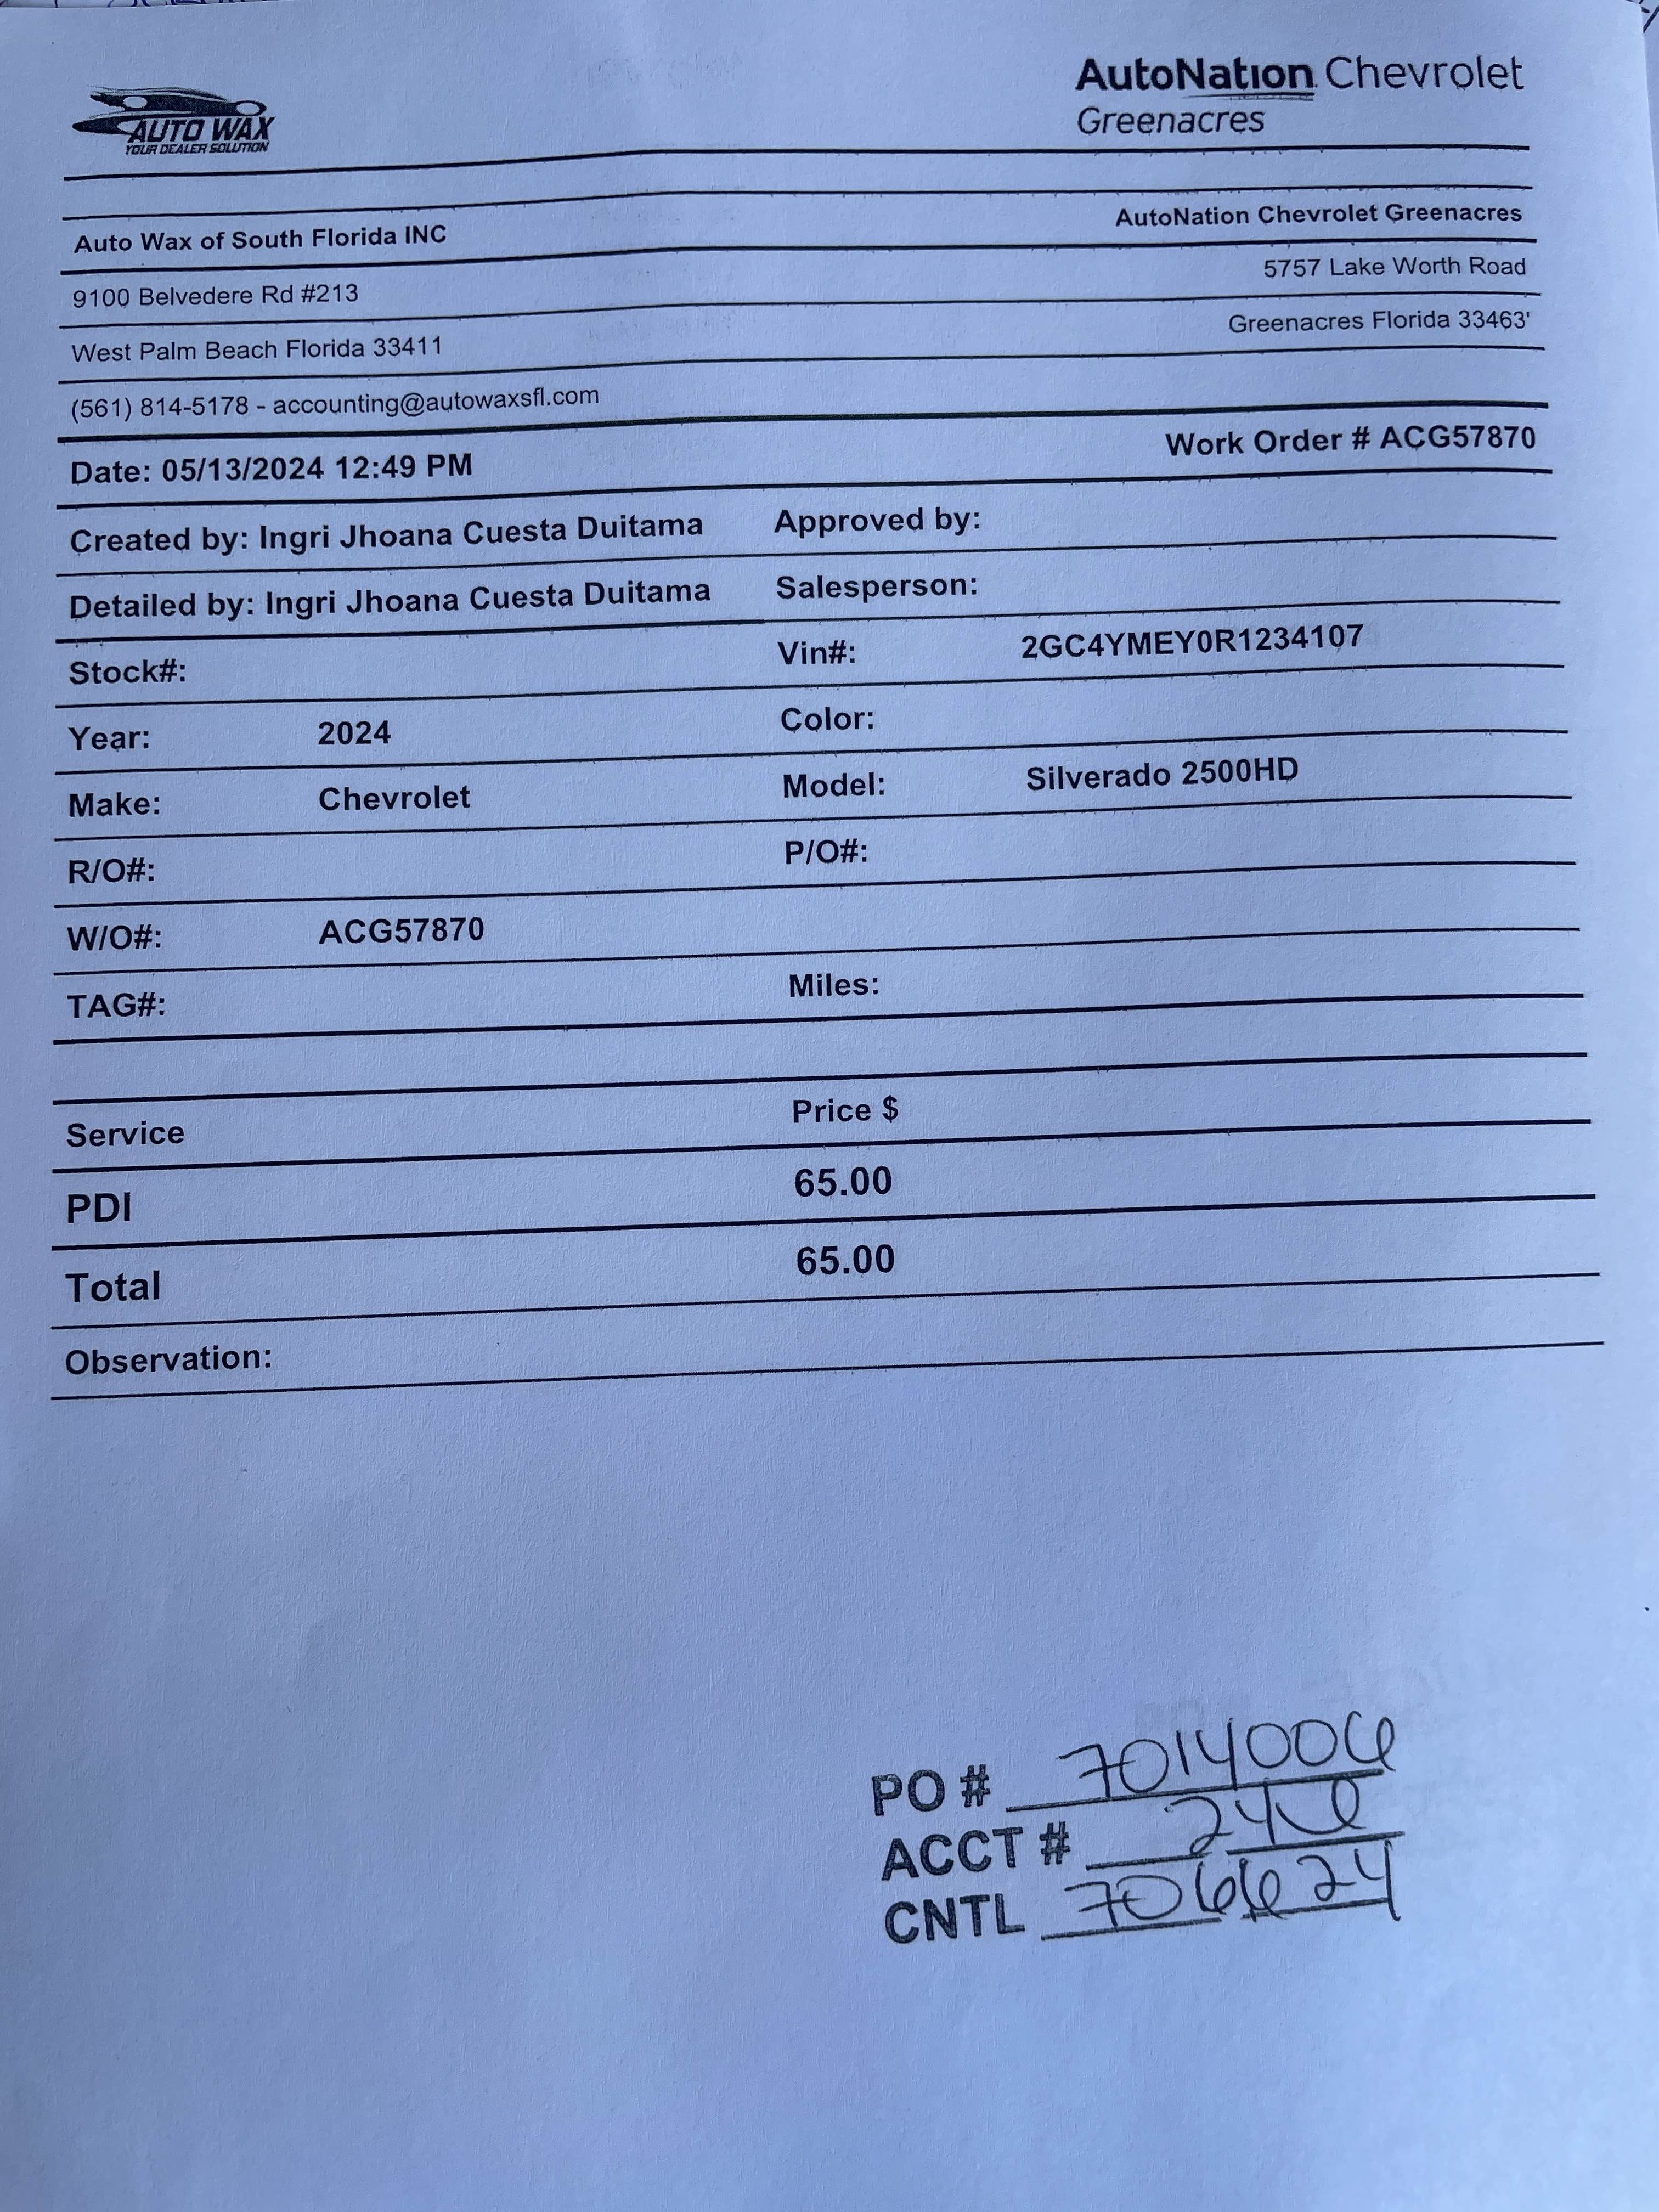 AUTO WAX
YOUR DEALER SOLUTION
AutoNation Chevrolet
Greenacres
Auto Wax of South Florida INC
AutoNation Chevrolet Greenacres
9100 Belvedere Rd #213
5757 Lake Worth Road
West Palm Beach Florida 33411
Greenacres Florida 33463'
(561) 814-5178 - accounting@autowaxsfl.com
Date: 05/13/2024 12:49 PM
Work Order # ACG57870
Created by: Ingri Jhoana Cuesta Duitama
Approved by:
Detailed by: Ingri Jhoana Cuesta Duitama
Salesperson:
Stock#:
Vin#: 2GC4YMEY0R1234107
Year: 2024
Color:
Make: Chevrolet
Model: Silverado 2500HD
R/O#:
P/O#:
W/O#: ACG57870
TAG#:
Miles:
Service Price $
PDI 65.00
Total 65.00
Observation:
PO # 7014006
ACCT # 246
CNTL 706624